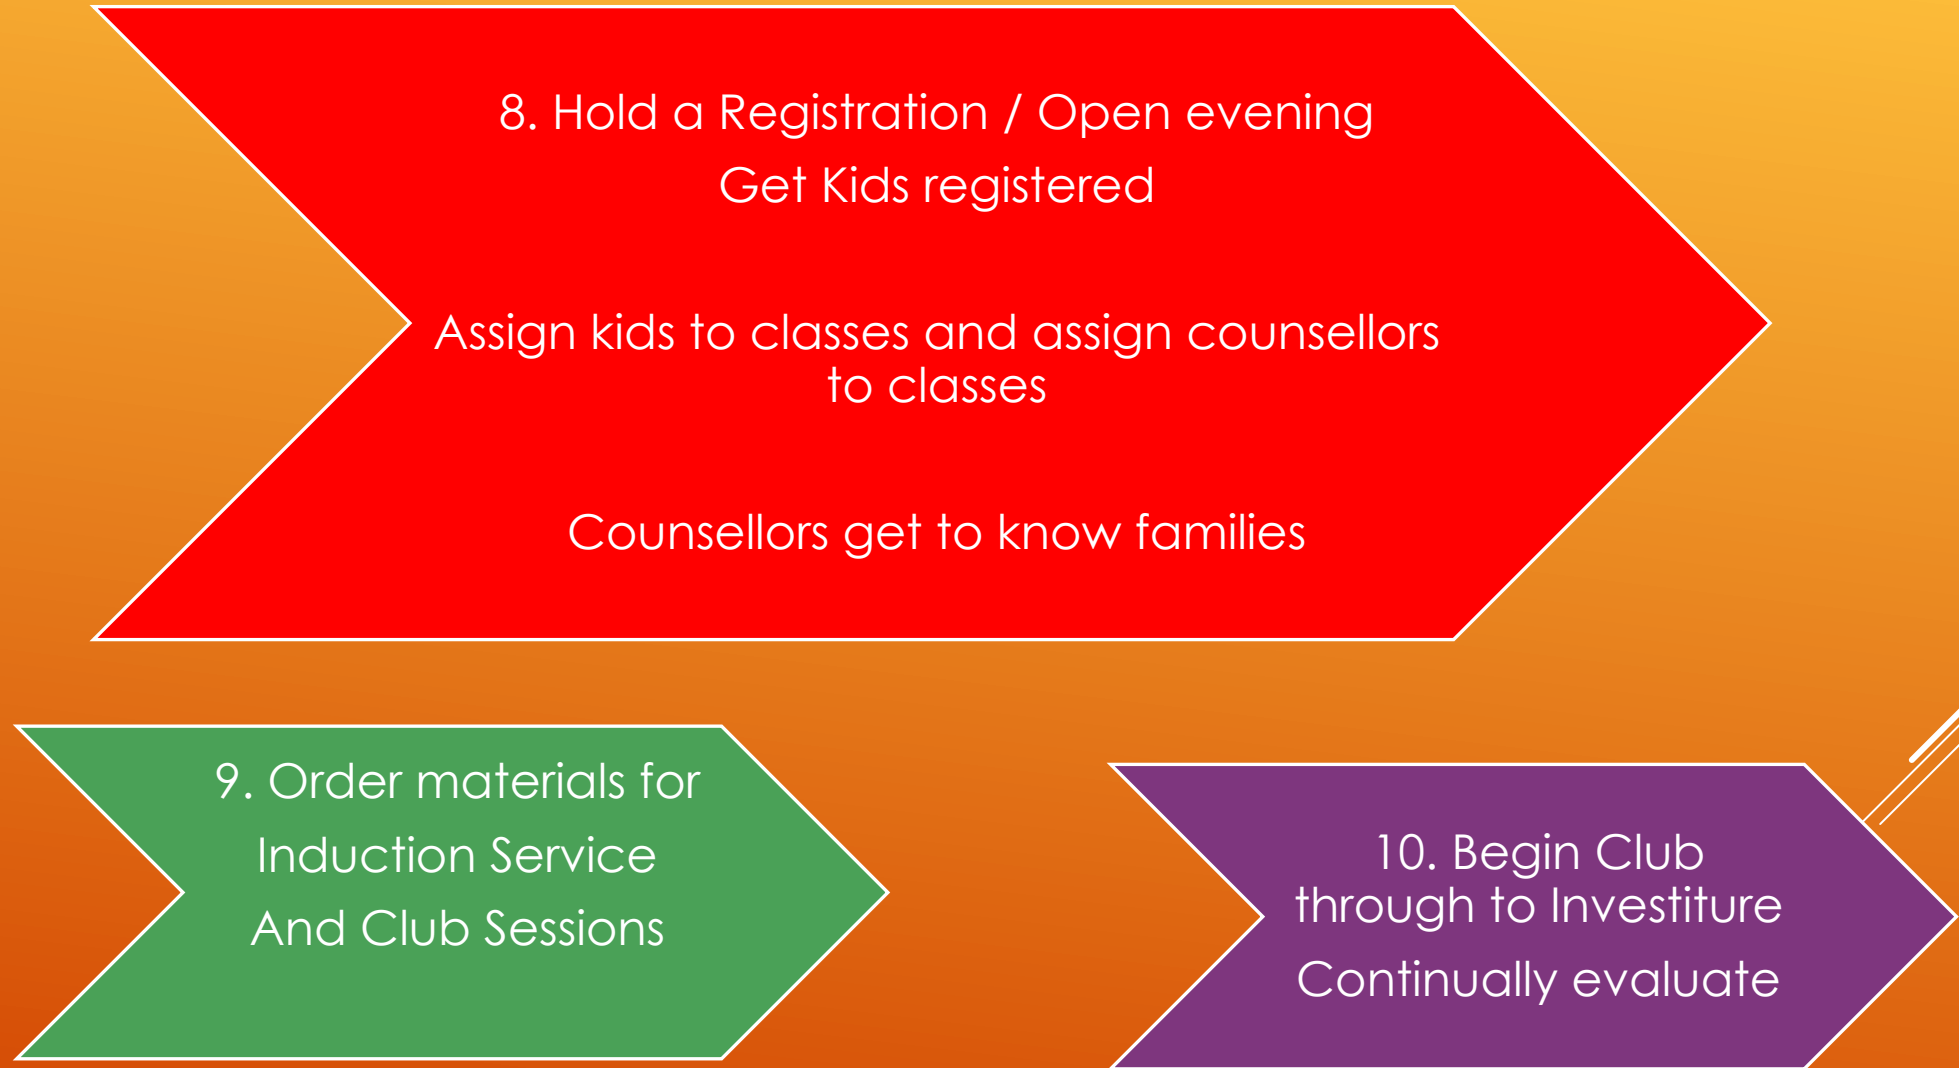 8. Hold a Registration / Open evening
Get Kids registered
Assign kids to classes and assign counsellors
to classes
Counsellors get to know families
9. Order materials for
Induction Service
And Club Sessions
10. Begin Club
through to Investiture
Continually evaluate